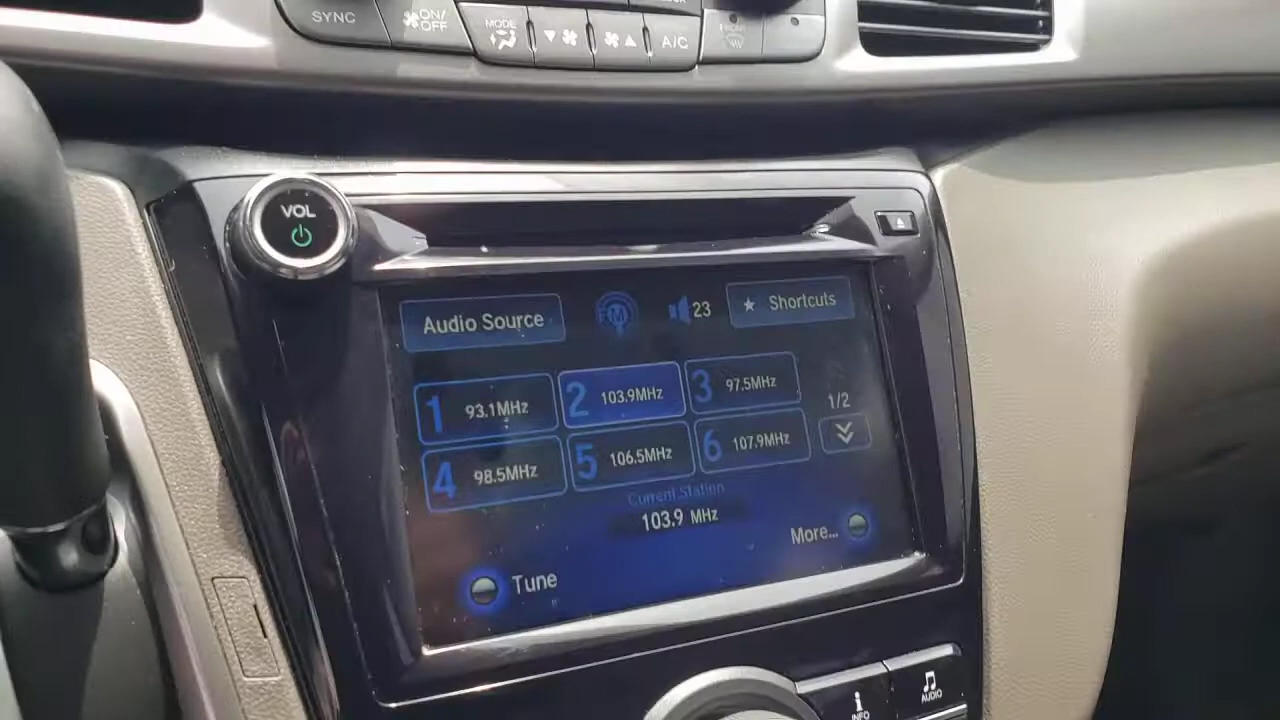 SYNC
ON/
OFF
MODE
A/C
FRONT
VOL
Audio Source
FM
23
★ Shortcuts
1 93.1MHz
2 103.9MHz
3 97.5MHz
1/2
4 98.5MHz
5 106.5MHz
6 107.9MHz
Current Station
103.9 MHz
More...
Tune
INFO
AUDIO